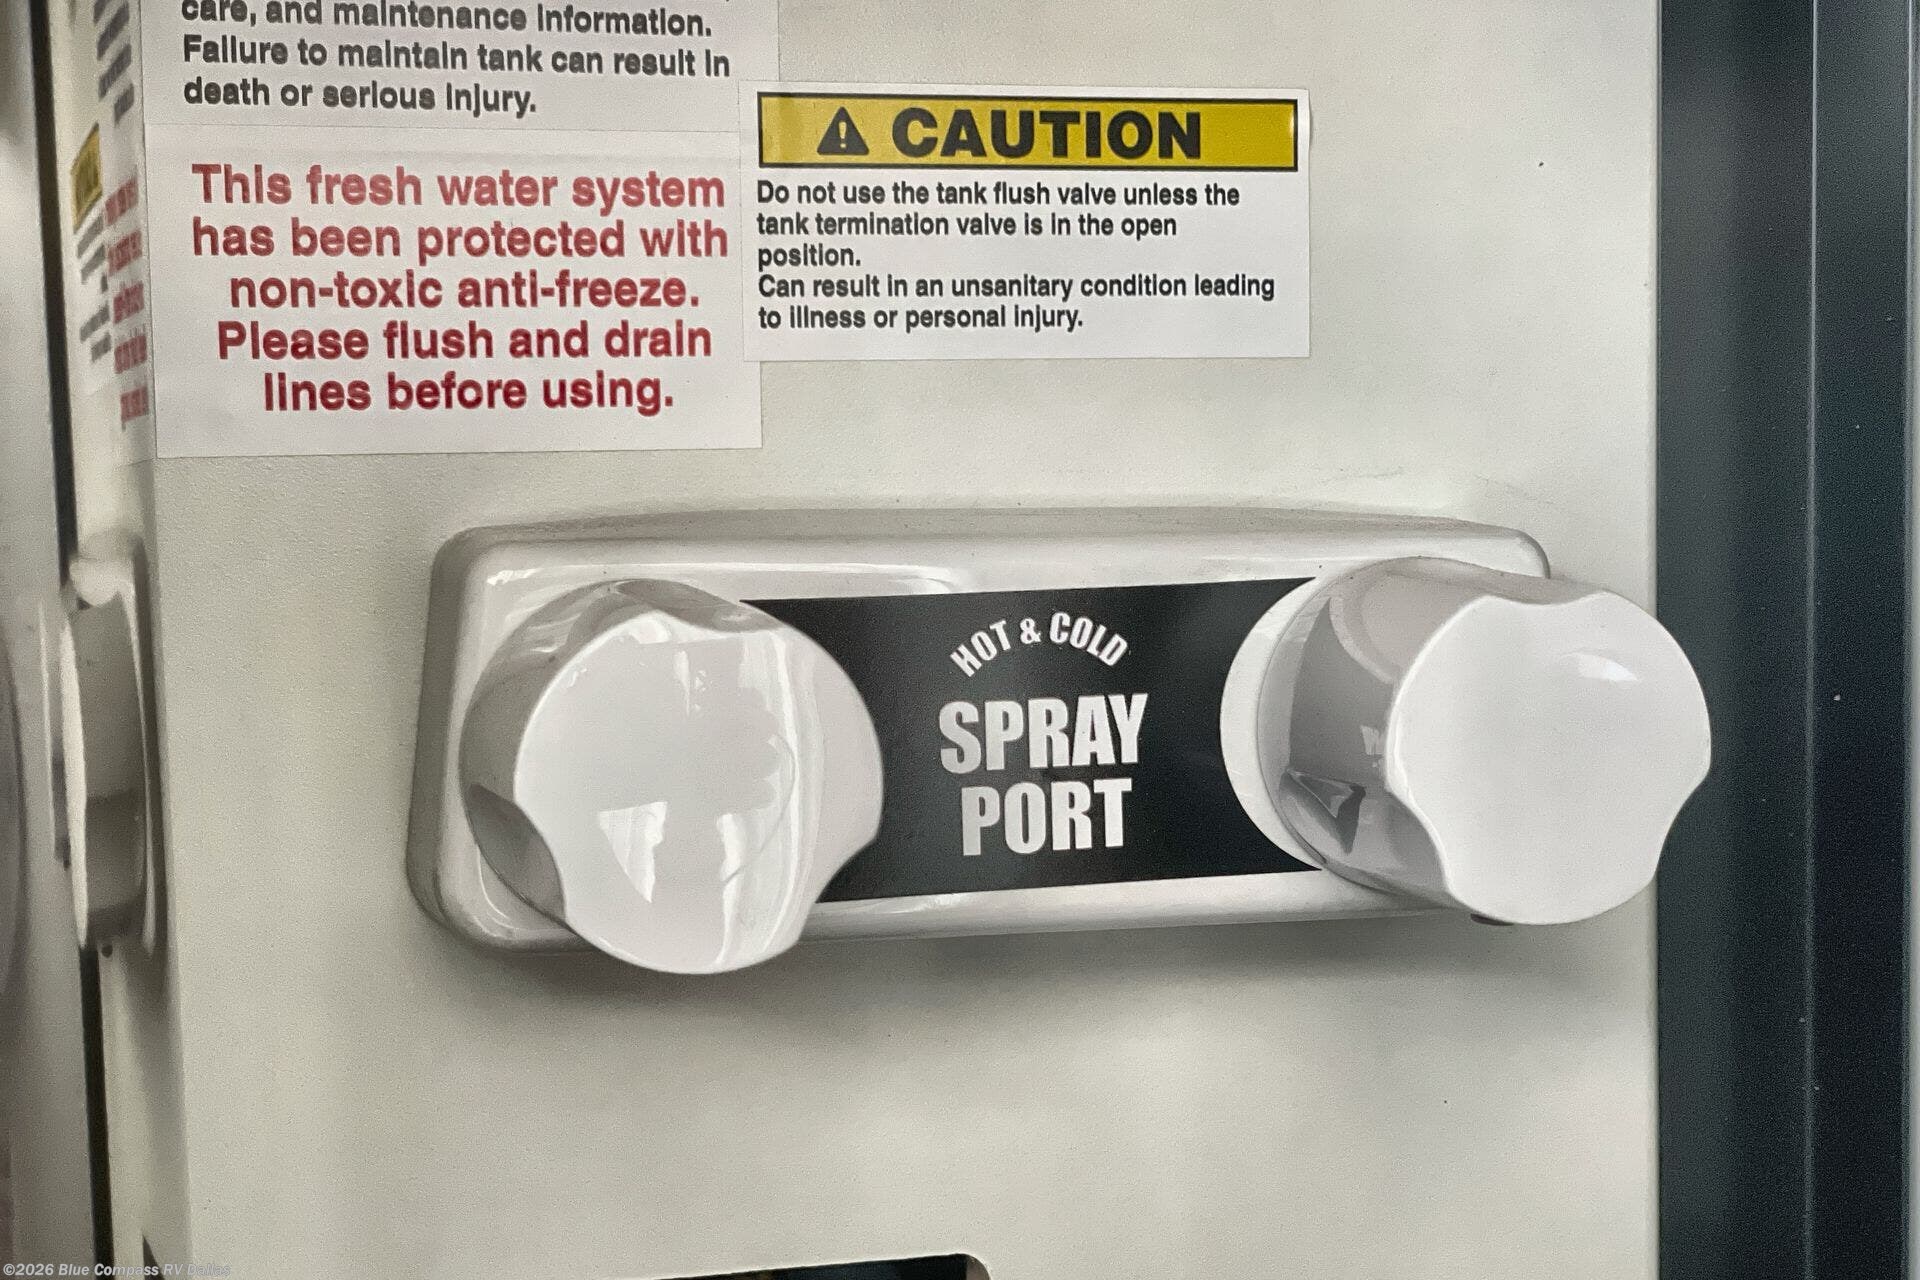 care, and maintenance information.
Failure to maintain tank can result in
death or serious injury.
This fresh water system
has been protected with
non-toxic anti-freeze.
Please flush and drain
lines before using.
CAUTION
Do not use the tank flush valve unless the
tank termination valve is in the open
position.
Can result in an unsanitary condition leading
to illness or personal injury.
HOT & COLD
SPRAY
PORT
©2026 Blue Compass RV Dallas